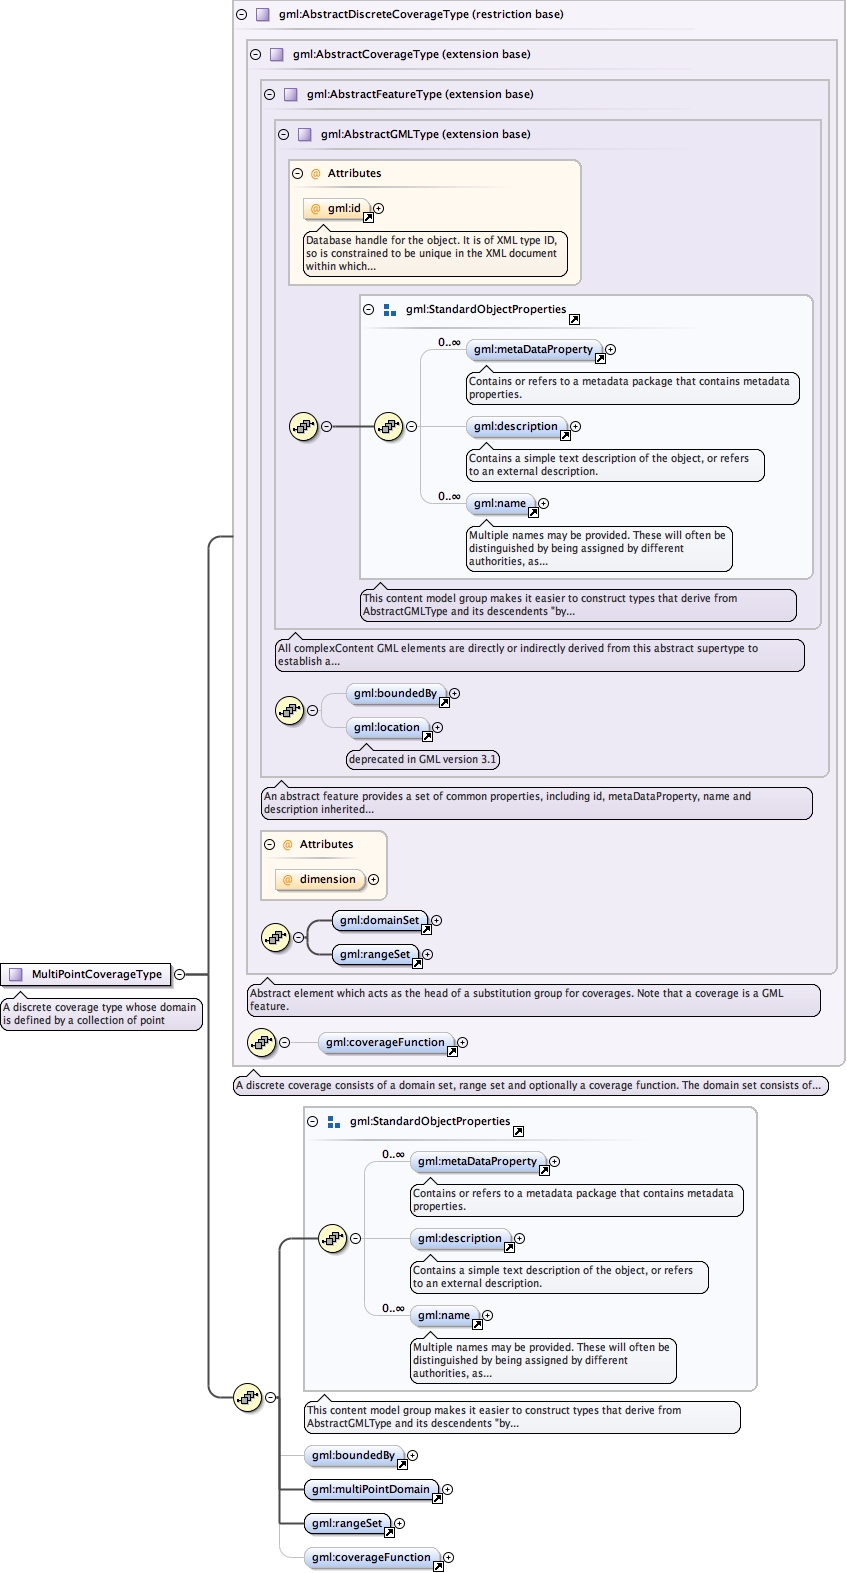 gml:AbstractDiscreteCoverageType (restriction base)
gml:AbstractCoverageType (extension base)
gml:AbstractFeatureType (extension base)
gml:AbstractGMLType (extension base)
@ Attributes
@ gml:id
Database handle for the object. It is of XML type ID,
so is constrained to be unique in the XML document
within which...
gml:StandardObjectProperties
0..∞
gml:metaDataProperty
Contains or refers to a metadata package that contains metadata
properties.
gml:description
Contains a simple text description of the object, or refers
to an external description.
0..∞
gml:name
Multiple names may be provided. These will often be
distinguished by being assigned by different
authorities, as...
This content model group makes it easier to construct types that derive from
AbstractGMLType and its descendents "by...
All complexContent GML elements are directly or indirectly derived from this abstract supertype to
establish a...
gml:boundedBy
gml:location
deprecated in GML version 3.1
An abstract feature provides a set of common properties, including id, metaDataProperty, name and
description inherited...
@ Attributes
@ dimension
gml:domainSet
gml:rangeSet
MultiPointCoverageType
A discrete coverage type whose domain
is defined by a collection of point
Abstract element which acts as the head of a substitution group for coverages. Note that a coverage is a GML
feature.
gml:coverageFunction
A discrete coverage consists of a domain set, range set and optionally a coverage function. The domain set consists of...
gml:StandardObjectProperties
0..∞
gml:metaDataProperty
Contains or refers to a metadata package that contains metadata
properties.
gml:description
Contains a simple text description of the object, or refers
to an external description.
0..∞
gml:name
Multiple names may be provided. These will often be
distinguished by being assigned by different
authorities, as...
This content model group makes it easier to construct types that derive from
AbstractGMLType and its descendents "by...
gml:boundedBy
gml:multiPointDomain
gml:rangeSet
gml:coverageFunction